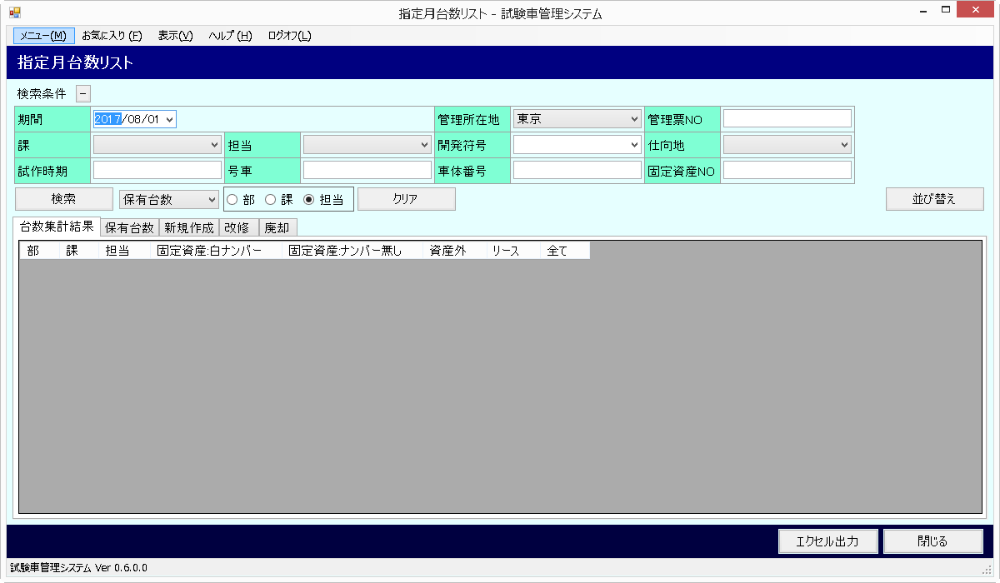 指定月台数リスト - 試験車管理システム
メニュー(M) お気に入り(F) 表示(V) ヘルプ(H) ログオフ(L)
指定月台数リスト
検索条件 －
期間 2017/08/01 管理所在地 東京 管理票NO
課 担当 開発符号 仕向地
試作時期 号車 車体番号 固定資産NO
検索 保有台数 部 課 担当 クリア 並び替え
台数集計結果 保有台数 新規作成 改修 廃却
部 課 担当 固定資産:白ナンバー 固定資産:ナンバー無し 資産外 リース 全て
エクセル出力 閉じる
試験車管理システム Ver 0.6.0.0